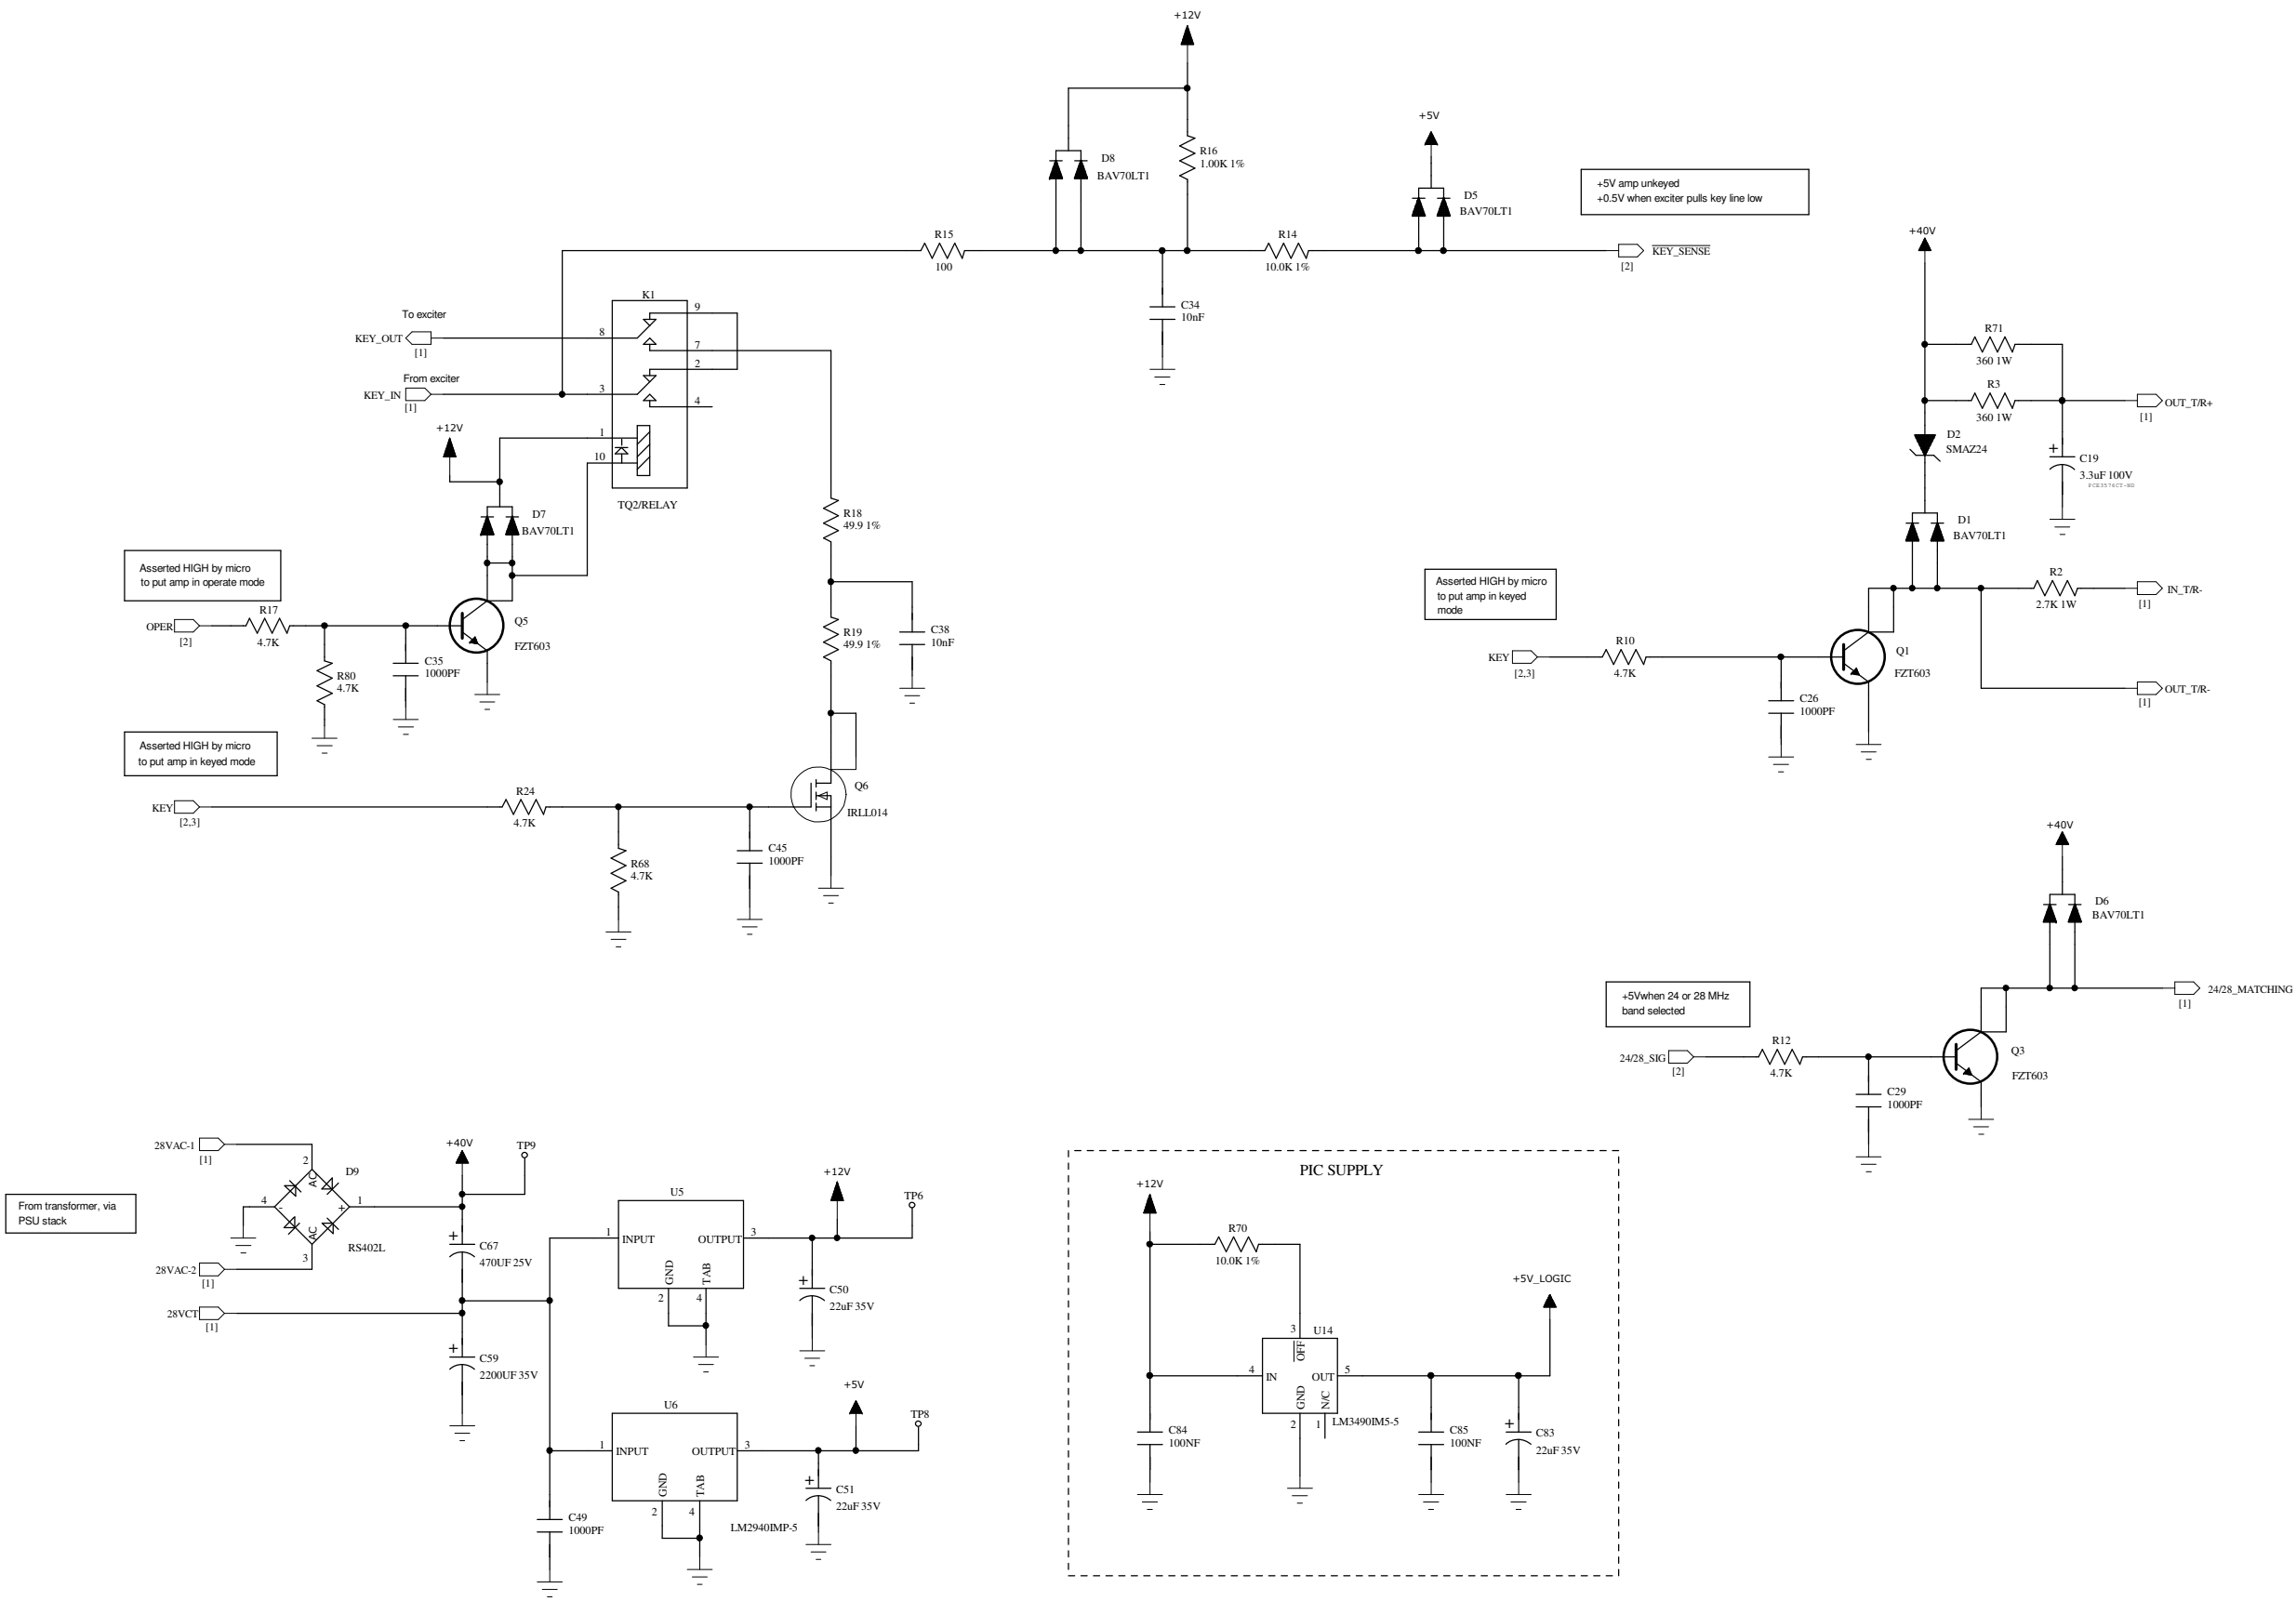 +12V
D8
BAV70LT1
R16
1.00K 1%
+5V
D5
BAV70LT1
+5V amp unkeyed
+0.5V when exciter pulls key line low
R15
100
R14
10.0K 1%
KEY_SENSE
[2]
C34
10nF
K1
To exciter
KEY_OUT
[1]
8
9
7
2
From exciter
KEY_IN
[1]
3
4
+12V
1
10
TQ2/RELAY
D7
BAV70LT1
Asserted HIGH by micro
to put amp in operate mode
OPER
[2]
R17
4.7K
R80
4.7K
C35
1000PF
Q5
FZT603
R18
49.9 1%
R19
49.9 1%
C38
10nF
Asserted HIGH by micro
to put amp in keyed mode
KEY
[2,3]
R24
4.7K
R68
4.7K
C45
1000PF
Q6
IRLL014
+40V
R71
360 1W
R3
360 1W
OUT_T/R+
[1]
D2
SMAZ24
+
C19
3.3uF 100V
PCE3576CT-ND
D1
BAV70LT1
Asserted HIGH by micro
to put amp in keyed
mode
R2
2.7K 1W
IN_T/R-
[1]
KEY
[2,3]
R10
4.7K
C26
1000PF
Q1
FZT603
OUT_T/R-
[1]
+40V
D6
BAV70LT1
+5Vwhen 24 or 28 MHz
band selected
24/28_MATCHING
[1]
24/28_SIG
[2]
R12
4.7K
C29
1000PF
Q3
FZT603
From transformer, via
PSU stack
28VAC-1
[1]
2
AC
D9
4
-
+
1
AC
3
RS402L
28VAC-2
[1]
28VCT
[1]
+40V
TP9
+
C67
470UF 25V
+
C59
2200UF 35V
U5
1
INPUT
OUTPUT
3
GND
TAB
2
4
+12V
TP6
+
C50
22uF 35V
U6
1
INPUT
OUTPUT
3
GND
TAB
2
4
LM2940IMP-5
+5V
TP8
+
C51
22uF 35V
C49
1000PF
PIC SUPPLY
+12V
R70
10.0K 1%
3
U14
OFF
4
IN
OUT
5
GND
N/C
2
1
LM3490IM5-5
+5V_LOGIC
C84
100NF
C85
100NF
+
C83
22uF 35V